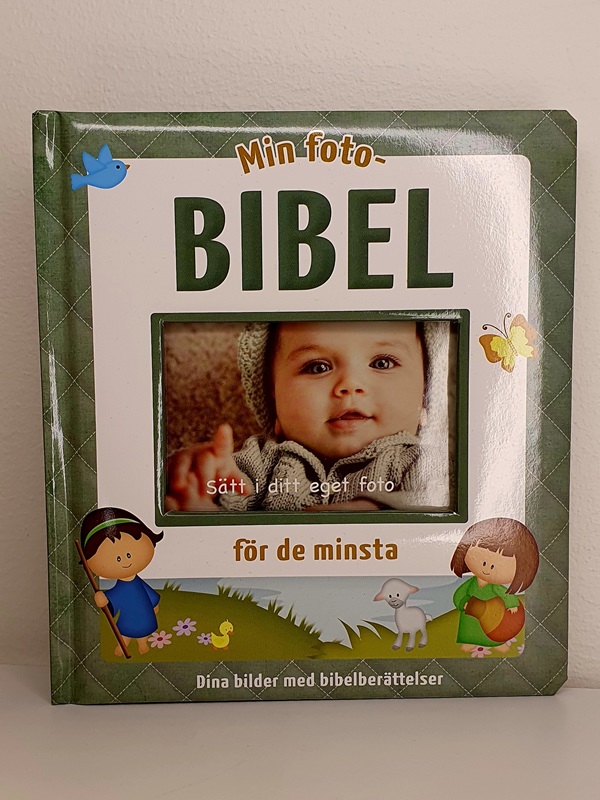 Min foto-
BIBEL
Sätt i ditt eget foto
för de minsta
Dina bilder med bibelberättelser